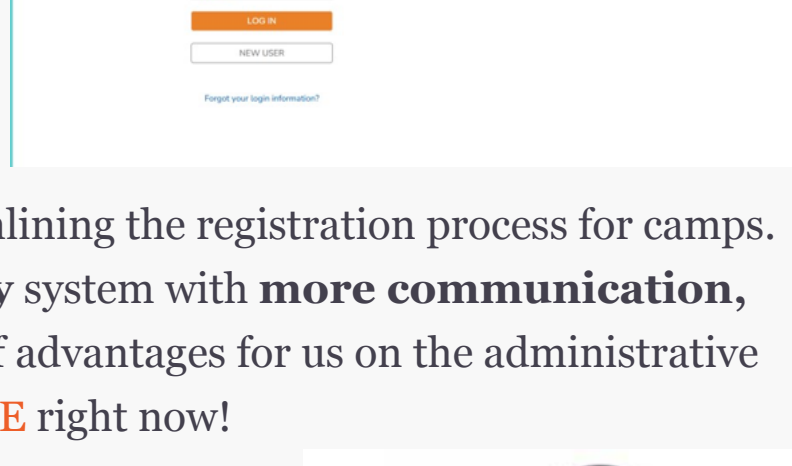 LOG IN
NEW USER
Forgot your login information?
lining the registration process for camps.
y system with more communication,
f advantages for us on the administrative
E right now!